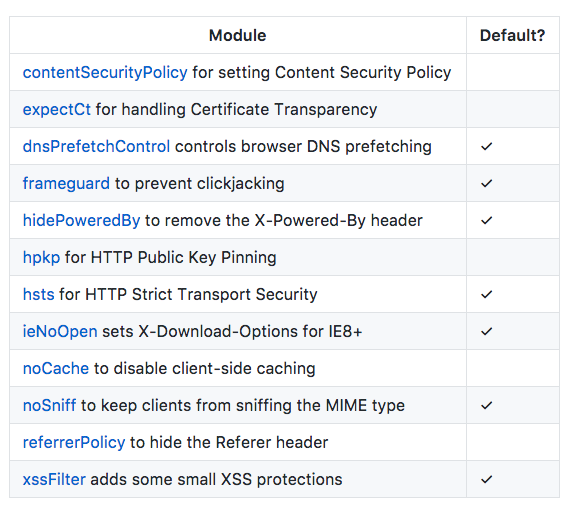 Module Default?
contentSecurityPolicy for setting Content Security Policy
expectCt for handling Certificate Transparency
dnsPrefetchControl controls browser DNS prefetching ✓
frameguard to prevent clickjacking ✓
hidePoweredBy to remove the X-Powered-By header ✓
hpkp for HTTP Public Key Pinning
hsts for HTTP Strict Transport Security ✓
ieNoOpen sets X-Download-Options for IE8+ ✓
noCache to disable client-side caching
noSniff to keep clients from sniffing the MIME type ✓
referrerPolicy to hide the Referer header
xssFilter adds some small XSS protections ✓